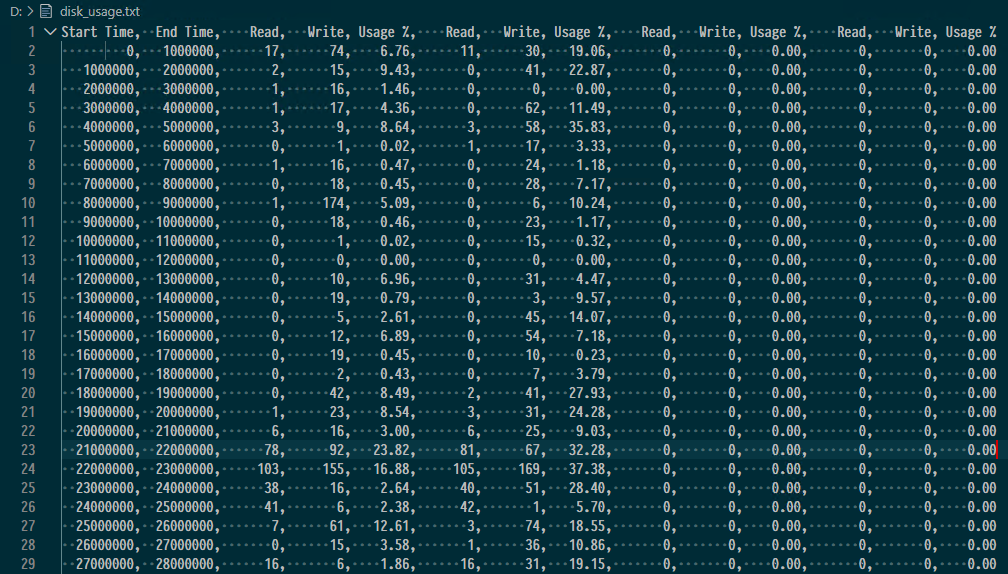 D: > disk_usage.txt
1 Start Time, End Time, Read, Write, Usage %, Read, Write, Usage %, Read, Write, Usage %, Read, Write, Usage %
2 0, 1000000, 17, 74, 6.76, 11, 30, 19.06, 0, 0, 0.00, 0, 0, 0.00
3 1000000, 2000000, 2, 15, 9.43, 0, 41, 22.87, 0, 0, 0.00, 0, 0, 0.00
4 2000000, 3000000, 1, 16, 1.46, 0, 0, 0.00, 0, 0, 0.00, 0, 0, 0.00
5 3000000, 4000000, 1, 17, 4.36, 0, 62, 11.49, 0, 0, 0.00, 0, 0, 0.00
6 4000000, 5000000, 3, 9, 8.64, 3, 58, 35.83, 0, 0, 0.00, 0, 0, 0.00
7 5000000, 6000000, 0, 1, 0.02, 1, 17, 3.33, 0, 0, 0.00, 0, 0, 0.00
8 6000000, 7000000, 1, 16, 0.47, 0, 24, 1.18, 0, 0, 0.00, 0, 0, 0.00
9 7000000, 8000000, 0, 18, 0.45, 0, 28, 7.17, 0, 0, 0.00, 0, 0, 0.00
10 8000000, 9000000, 1, 174, 5.09, 0, 6, 10.24, 0, 0, 0.00, 0, 0, 0.00
11 9000000, 10000000, 0, 18, 0.46, 0, 23, 1.17, 0, 0, 0.00, 0, 0, 0.00
12 10000000, 11000000, 0, 1, 0.02, 0, 15, 0.32, 0, 0, 0.00, 0, 0, 0.00
13 11000000, 12000000, 0, 0, 0.00, 0, 0, 0.00, 0, 0, 0.00, 0, 0, 0.00
14 12000000, 13000000, 0, 10, 6.96, 0, 31, 4.47, 0, 0, 0.00, 0, 0, 0.00
15 13000000, 14000000, 0, 19, 0.79, 0, 3, 9.57, 0, 0, 0.00, 0, 0, 0.00
16 14000000, 15000000, 0, 5, 2.61, 0, 45, 14.07, 0, 0, 0.00, 0, 0, 0.00
17 15000000, 16000000, 0, 12, 6.89, 0, 54, 7.18, 0, 0, 0.00, 0, 0, 0.00
18 16000000, 17000000, 0, 19, 0.45, 0, 10, 0.23, 0, 0, 0.00, 0, 0, 0.00
19 17000000, 18000000, 0, 2, 0.43, 0, 7, 3.79, 0, 0, 0.00, 0, 0, 0.00
20 18000000, 19000000, 0, 42, 8.49, 2, 41, 27.93, 0, 0, 0.00, 0, 0, 0.00
21 19000000, 20000000, 1, 23, 8.54, 3, 31, 24.28, 0, 0, 0.00, 0, 0, 0.00
22 20000000, 21000000, 6, 16, 3.00, 6, 25, 9.03, 0, 0, 0.00, 0, 0, 0.00
23 21000000, 22000000, 78, 92, 23.82, 81, 67, 32.28, 0, 0, 0.00, 0, 0, 0.00
24 22000000, 23000000, 103, 155, 16.88, 105, 169, 37.38, 0, 0, 0.00, 0, 0, 0.00
25 23000000, 24000000, 38, 16, 2.64, 40, 51, 28.40, 0, 0, 0.00, 0, 0, 0.00
26 24000000, 25000000, 41, 6, 2.38, 42, 1, 5.70, 0, 0, 0.00, 0, 0, 0.00
27 25000000, 26000000, 7, 61, 12.61, 3, 74, 18.55, 0, 0, 0.00, 0, 0, 0.00
28 26000000, 27000000, 0, 15, 3.58, 1, 36, 10.86, 0, 0, 0.00, 0, 0, 0.00
29 27000000, 28000000, 16, 6, 1.86, 16, 31, 19.15, 0, 0, 0.00, 0, 0, 0.00